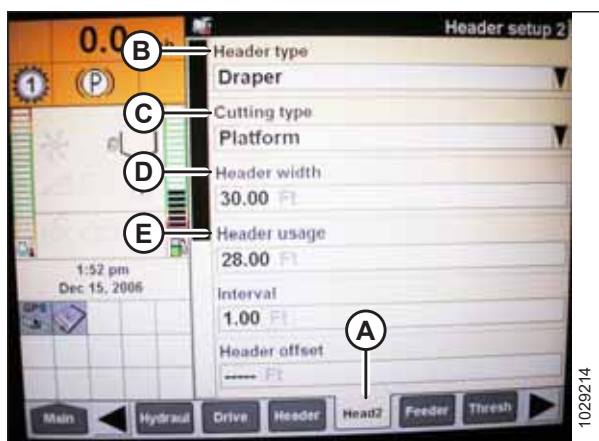 0.0
Header setup 2
B
Header type
1
(P)
Draper
C
Cutting type
Platform
D
Header width
30.00 Ft
E
Header usage
28.00 Ft
1:52 pm
Dec 15, 2006
GPS
Interval
1.00 Ft
A
Header offset
----- Ft
Main
Hydraul
Drive
Header
Head2
Feeder
Thresh
1029214